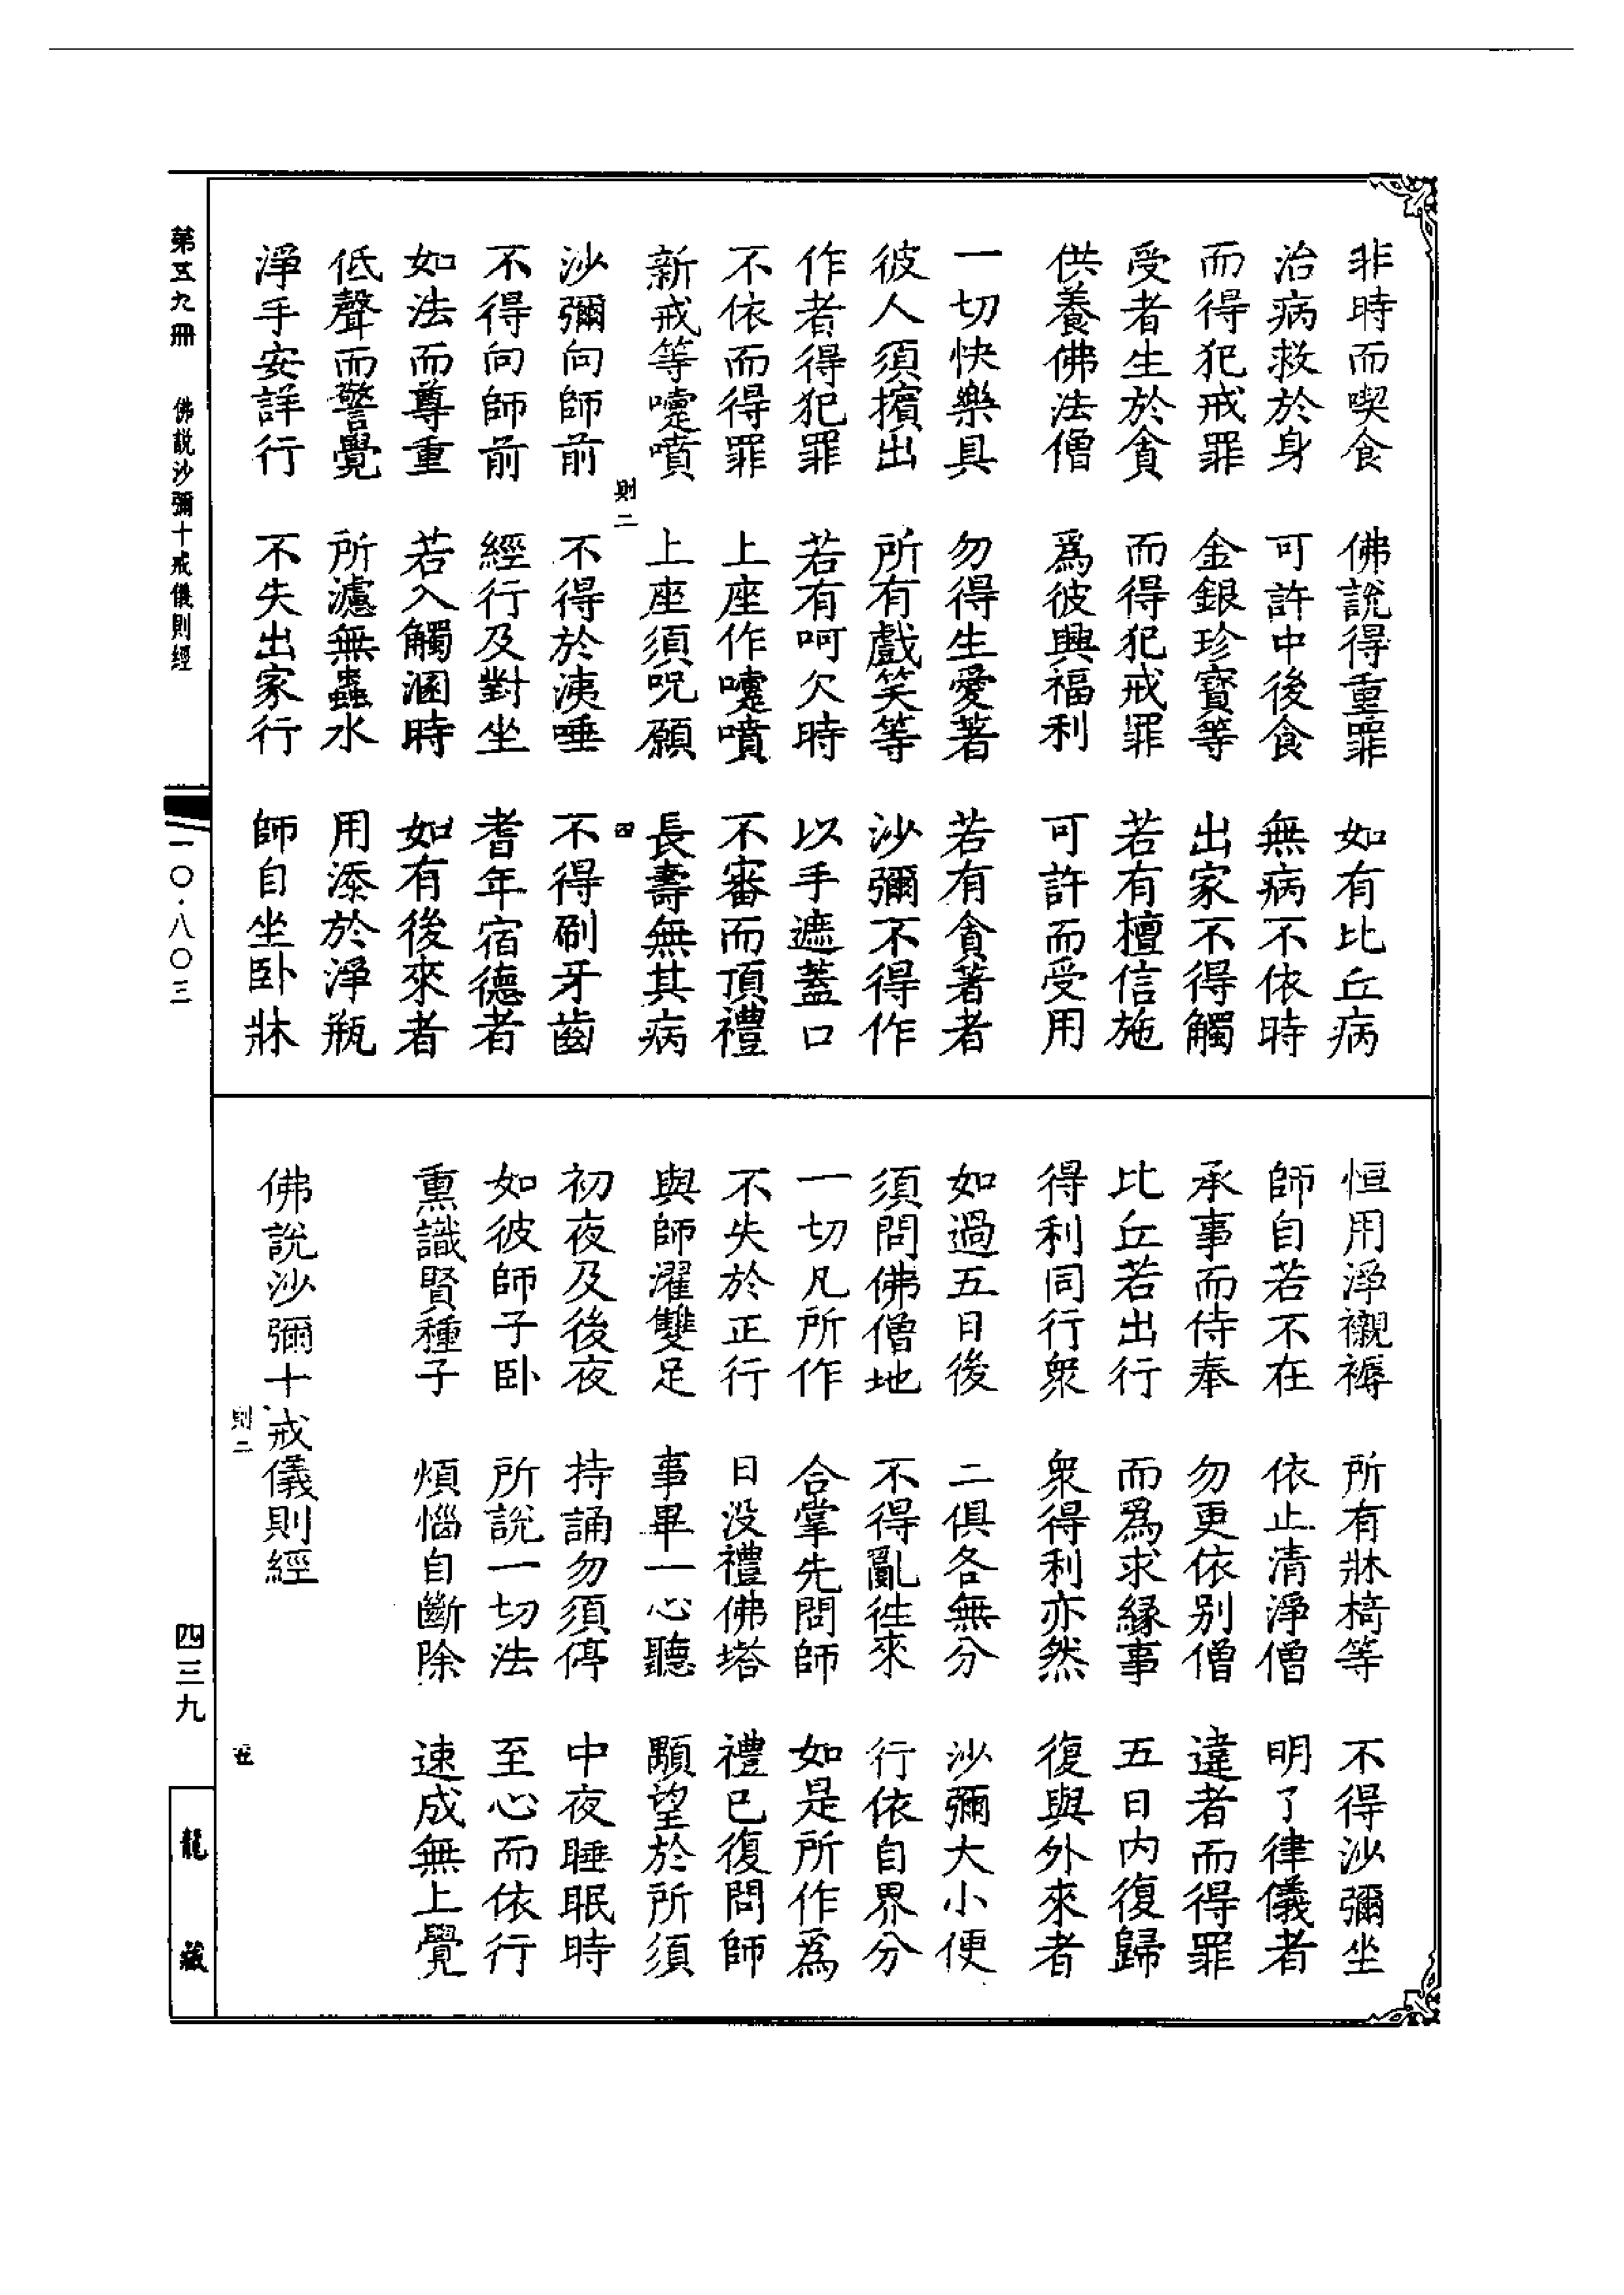 非時而喫食　佛說得重罪　如有比丘病
治病救於身　可許中後食　無病不依時
而得犯戒罪　金銀珍寶等　出家不得觸
受者生於貪　而得犯戒罪　若有檀信施
供養佛法僧　爲彼興福利　可許而受用
一切快樂具　勿得生愛著　若有貪著者
彼人須擯出　所有戲笑等　沙彌不得作
作者得犯罪　若有呵欠時　以手遮蓋口
不依而得罪　上座作嚏噴　不審而頂禮
新戒等嚏噴　上座須呪願　長壽無其病
則二　四
沙彌向師前　不得於洟唾　不得刷牙齒
不得向師前　經行及對坐　耆年宿德者
如法而尊重　若入觸圂時　如有後來者
低聲而警覺　所濾無蟲水　用添於淨瓶
淨手安詳行　不失出家行　師自坐卧牀
恒用淨襯褥　所有牀椅等　不得沙彌坐
師自若不在　依止清淨僧　明了律儀者
承事而侍奉　勿更依别僧　違者而得罪
比丘若出行　而爲求緣事　五日内復歸
得利同行衆　衆得利亦然　復與外來者
如過五日後　二俱各無分　沙彌大小便
須問佛僧地　不得亂徃來　行依自界分
一切凡所作　合掌先問師　如是所作爲
不失於正行　日没禮佛塔　禮已復問師
與師濯雙足　事畢一心聽　顒望於所須
初夜及後夜　持誦勿須停　中夜睡眠時
如彼師子卧　所說一切法　至心而依行
熏識賢種子　煩惱自斷除　速成無上覺
佛說沙彌十戒儀則經
則二　五
第五九冊　佛說沙彌十戒儀則經　一〇·八〇三　四三九　龍藏